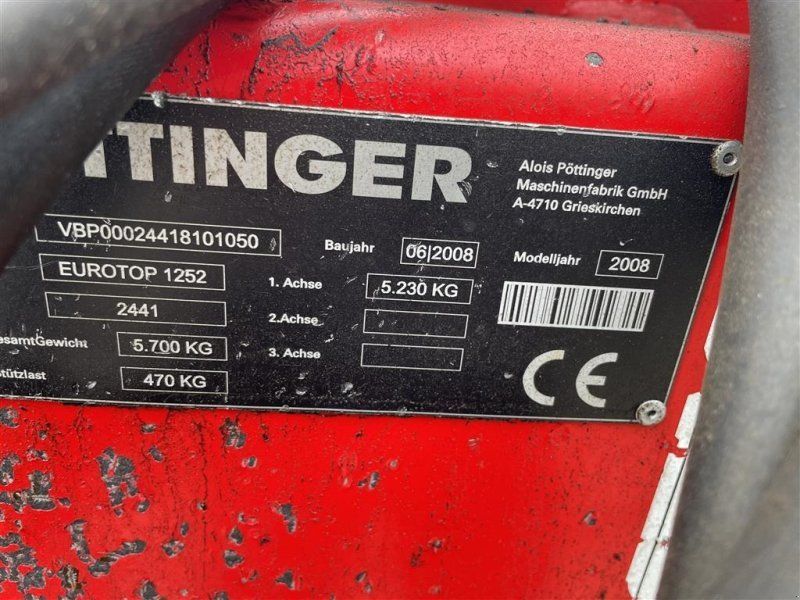 TTINGER
Alois Pöttinger
Maschinenfabrik GmbH
A-4710 Grieskirchen
VBP00024418101050
Baujahr 06|2008
Modelljahr 2008
EUROTOP 1252
1. Achse 5.230 KG
2441
2.Achse
esamtGewicht 5.700 KG
3. Achse
tützlast 470 KG
CE